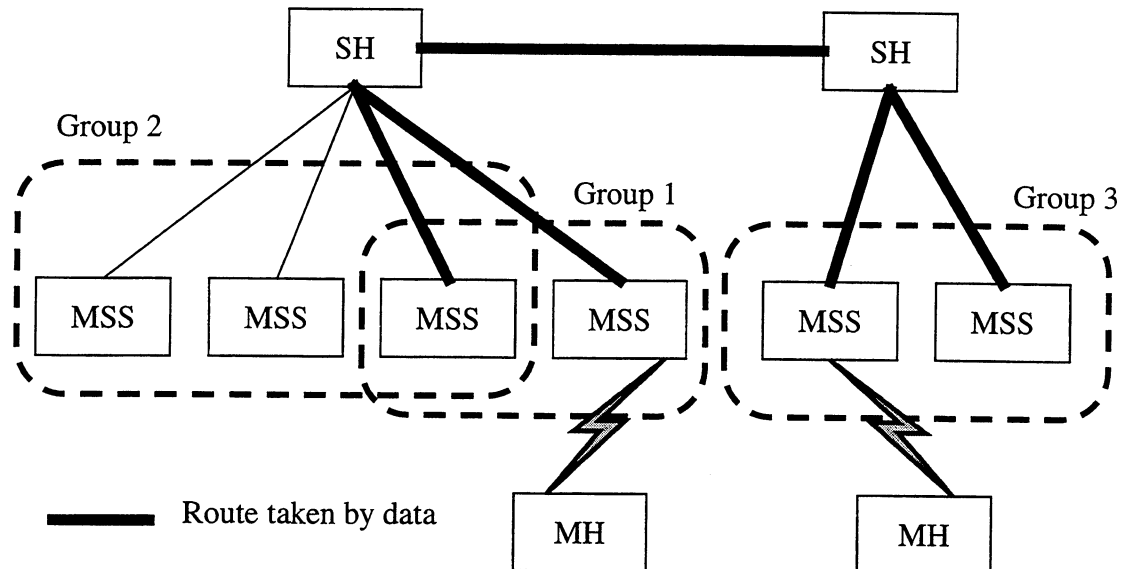 SH
SH
Group 2
Group 1
Group 3
MSS
MSS
MSS
MSS
MSS
MSS
Route taken by data
MH
MH